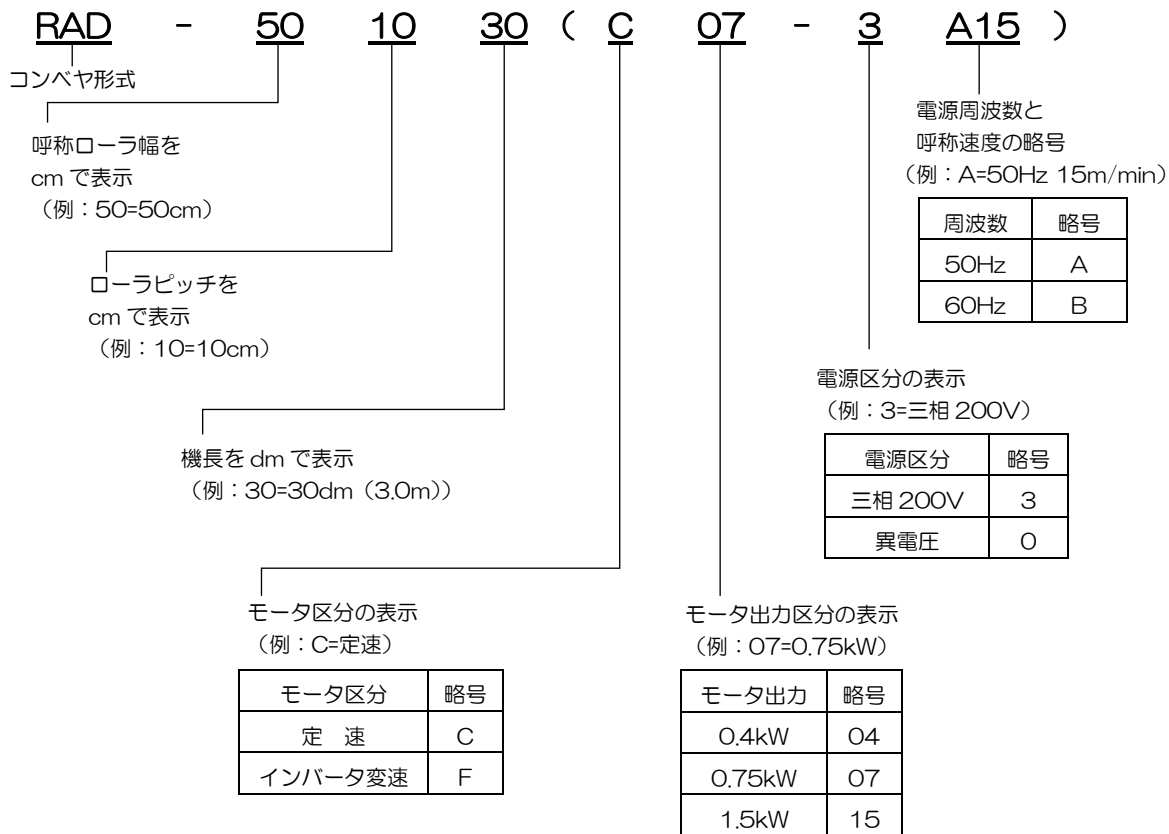 RAD - 50 10 30 ( C 07 - 3 A15 )
コンベヤ形式
呼称ローラ幅を
cm で表示
（例：50=50cm）
ローラピッチを
cm で表示
（例：10=10cm）
機長を dm で表示
（例：30=30dm（3.0m））
モータ区分の表示
（例：C=定速）
モータ区分 略号
定　速 C
インバータ変速 F
モータ出力区分の表示
（例：07=0.75kW）
モータ出力 略号
0.4kW 04
0.75kW 07
1.5kW 15
電源区分の表示
（例：3=三相 200V）
電源区分 略号
三相 200V 3
異電圧 0
電源周波数と
呼称速度の略号
（例：A=50Hz 15m/min）
周波数 略号
50Hz A
60Hz B